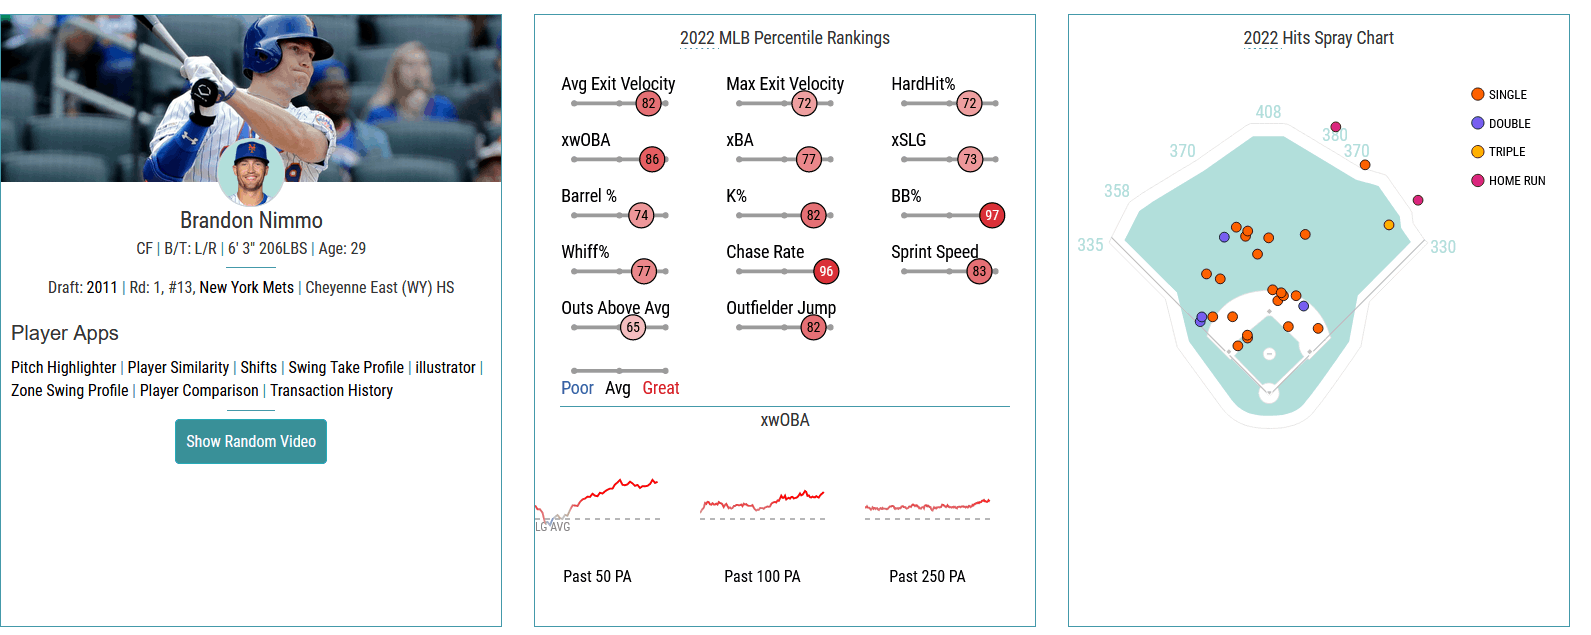 Brandon Nimmo
CF | B/T: L/R | 6' 3" 206LBS | Age: 29
Draft: 2011 | Rd: 1, #13, New York Mets | Cheyenne East (WY) HS
Player Apps
Pitch Highlighter | Player Similarity | Shifts | Swing Take Profile | illustrator |
Zone Swing Profile | Player Comparison | Transaction History
Show Random Video
2022 MLB Percentile Rankings
Avg Exit Velocity Max Exit Velocity HardHit%
82 72 72
xwOBA xBA xSLG
86 77 73
Barrel % K% BB%
74 82 97
Whiff% Chase Rate Sprint Speed
77 96 83
Outs Above Avg Outfielder Jump
65 82
Poor Avg Great
xwOBA
LG AVG
Past 50 PA Past 100 PA Past 250 PA
2022 Hits Spray Chart
SINGLE
DOUBLE
TRIPLE
HOME RUN
408
380
370 370
358
335 330